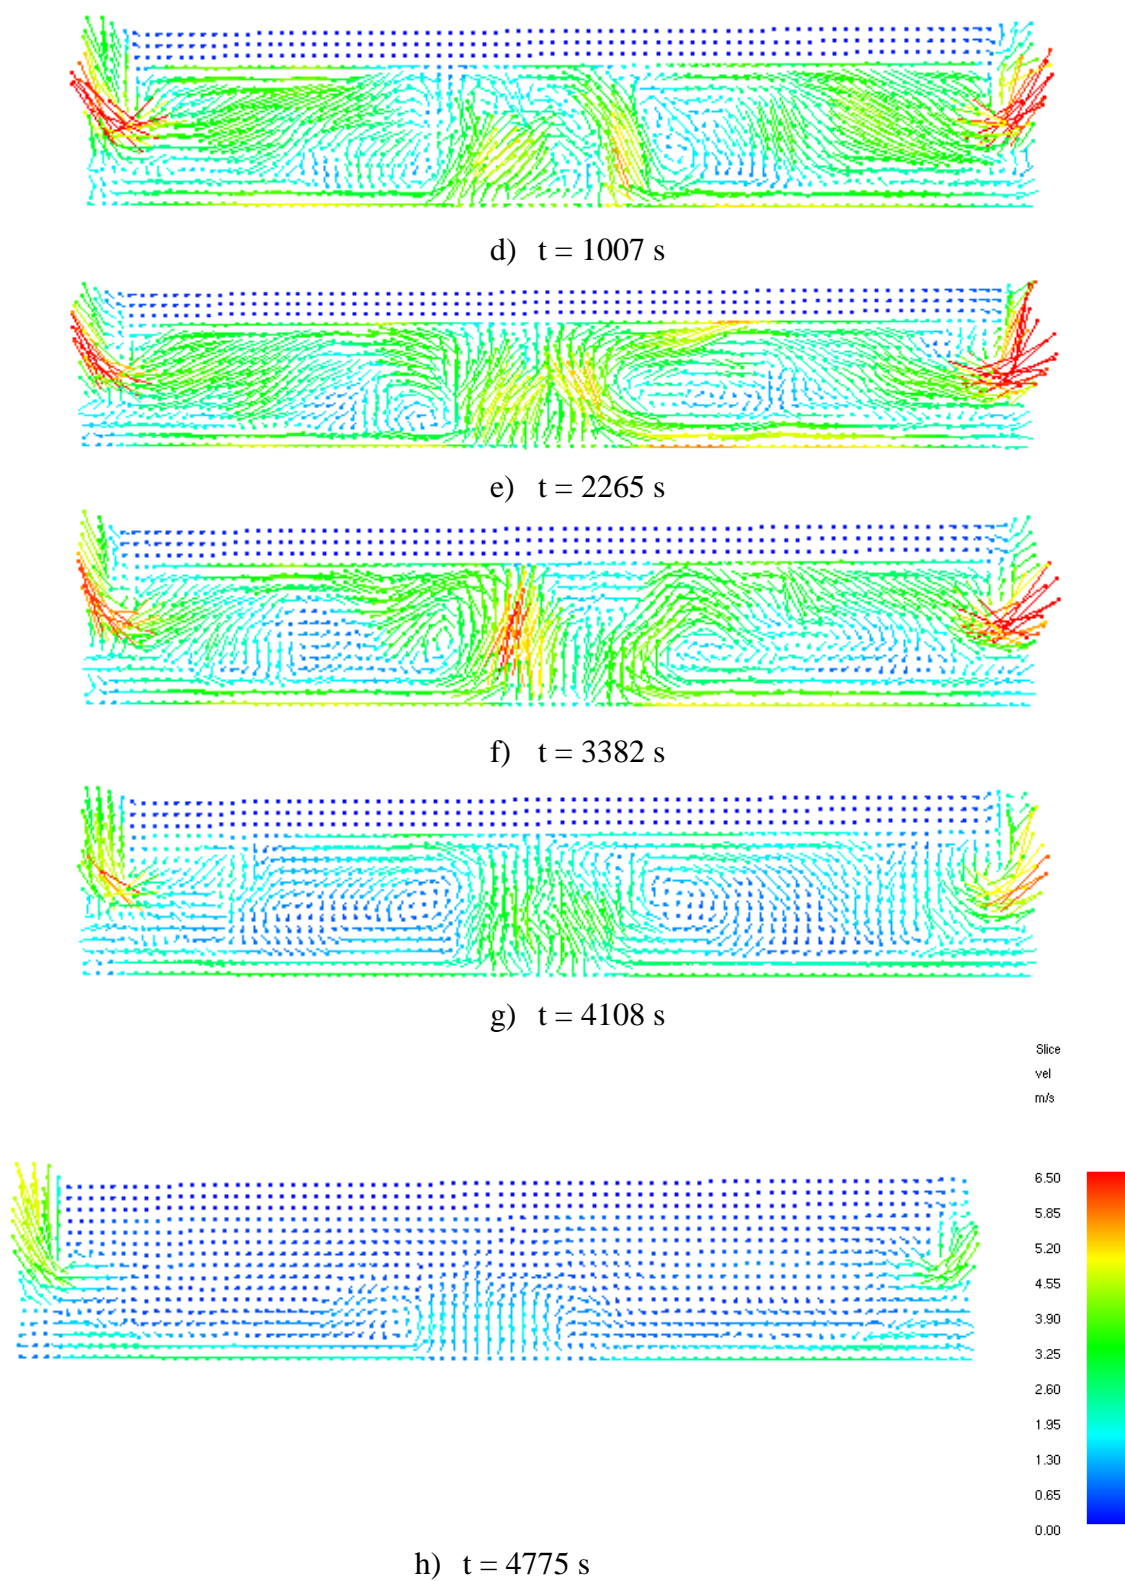 d) t = 1007 s
e) t = 2265 s
f) t = 3382 s
g) t = 4108 s
Slice
vel
m/s
6.50
5.85
5.20
4.55
3.90
3.25
2.60
1.95
1.30
0.65
0.00
h) t = 4775 s